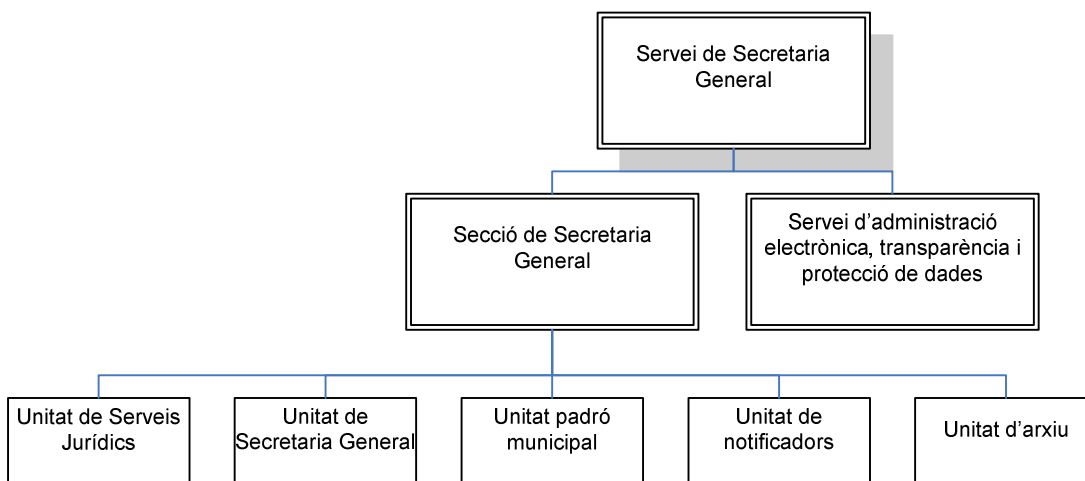 Servei de Secretaria
General
Secció de Secretaria
General
Servei d’administració
electrònica, transparència i
protecció de dades
Unitat de Serveis
Jurídics
Unitat de
Secretaria General
Unitat padró
municipal
Unitat de
notificadors
Unitat d’arxiu